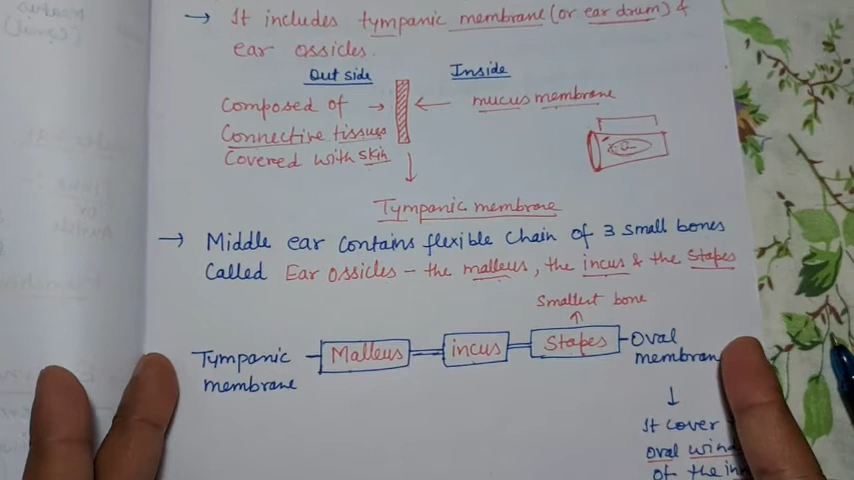 → It includes tympanic membrane (or ear drum) &
ear ossicles.
Out side
Inside
Composed of →
← mucus membrane
Connective tissues
Covered with skin
Tympanic membrane
→ Middle ear contains flexible chain of 3 small bones
Called Ear ossicles - the malleus, the incus & the stapes
Smallest bone
Tympanic membrane
Malleus
incus
Stapes
Oval membran
It cover
oval wind
of the in